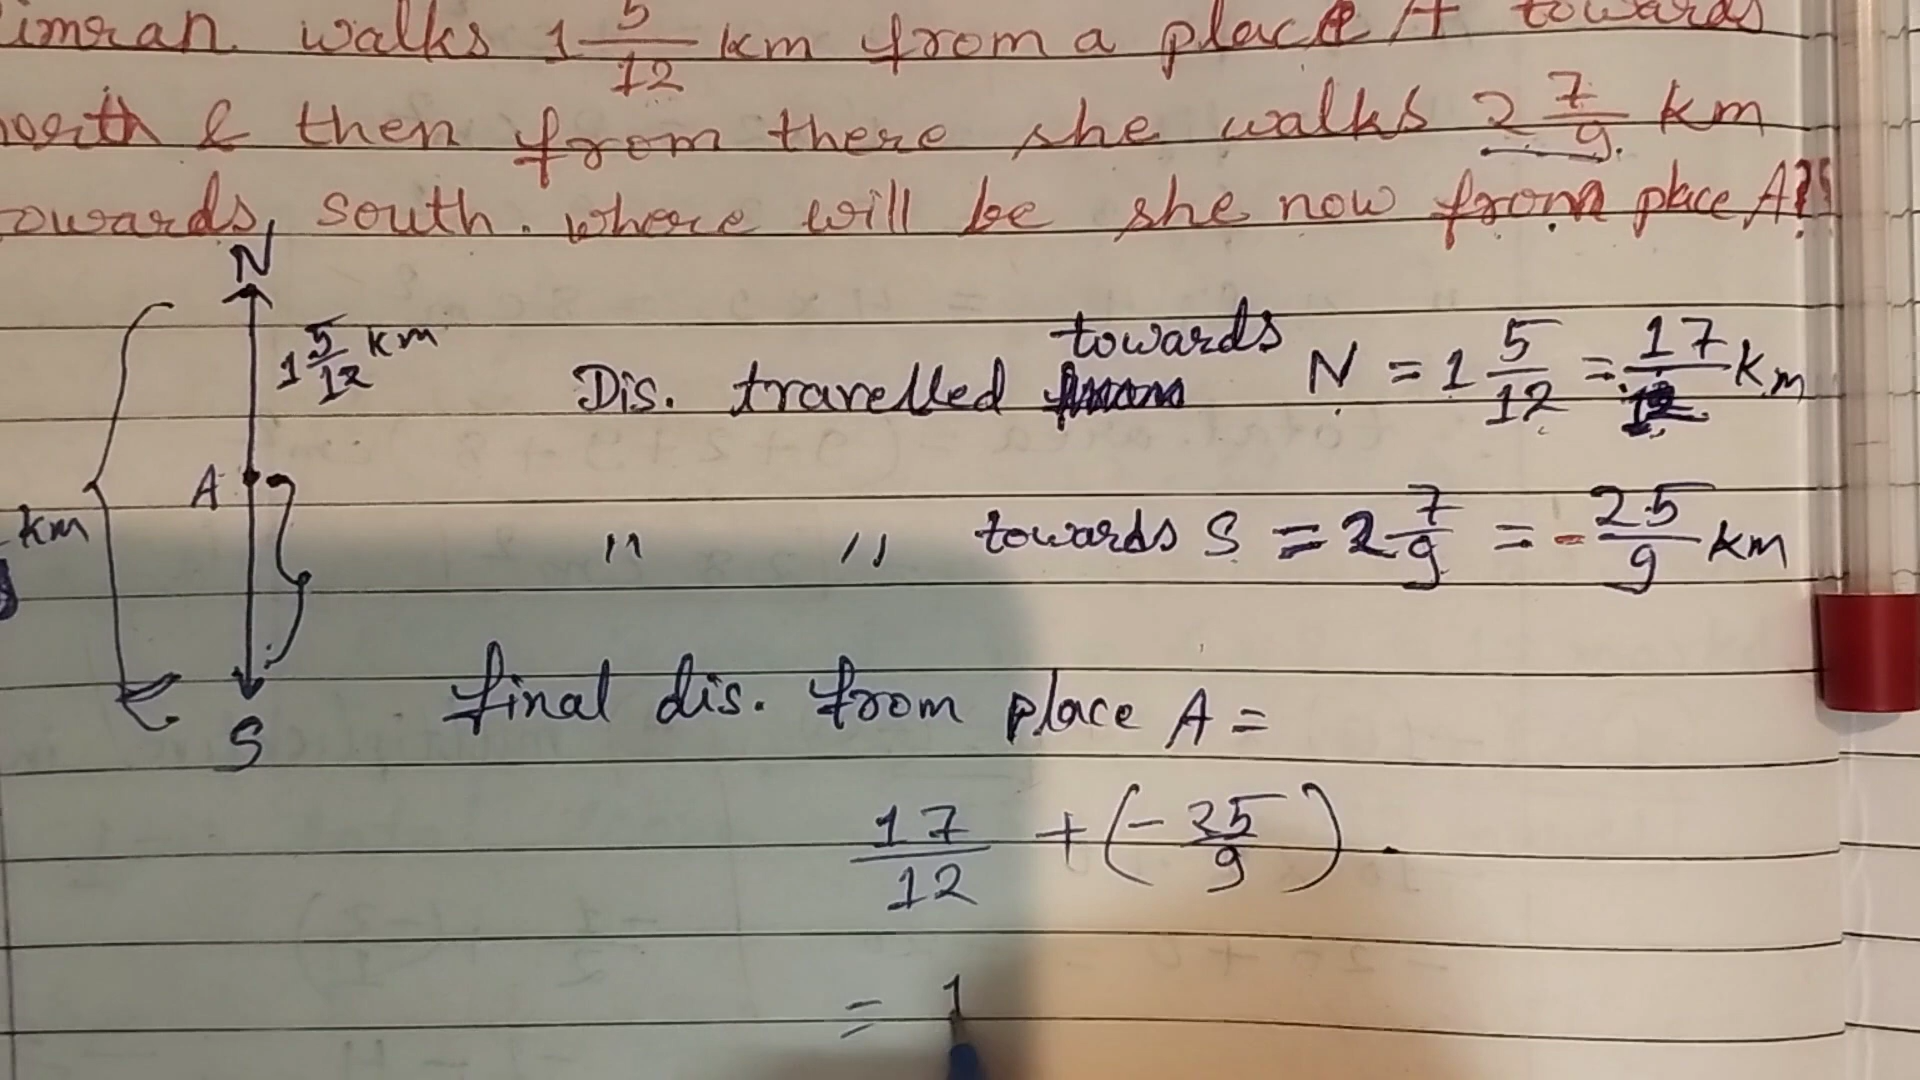 imran walks 1 5/12 km from a place A towards
north & then from there she walks 2 7/9 km
owards south. where will be she now from place A?
N
1 5/12 km
Dis. travelled towards N = 1 5/12 = 17/12 km
A
km
" " towards S = 2 7/9 = - 25/9 km
final dis. from place A =
S
17/12 + (- 25/9)
= 1